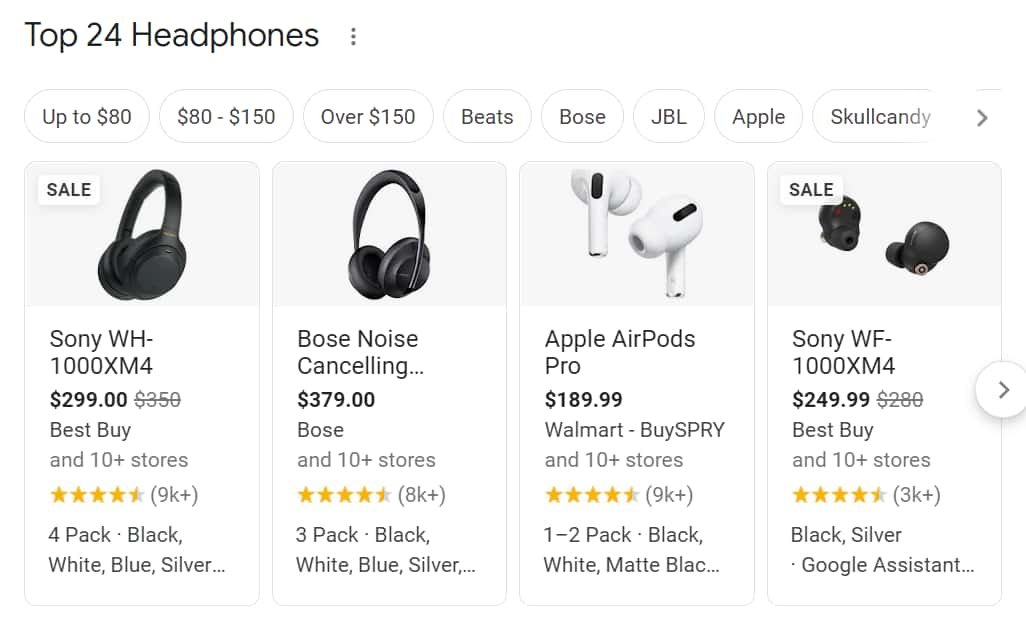 Top 24 Headphones
Up to $80
$80 - $150
Over $150
Beats
Bose
JBL
Apple
Skullcandy
SALE
Sony WH-
1000XM4
$299.00 $350
Best Buy
and 10+ stores
(9k+)
4 Pack · Black,
White, Blue, Silver...
Bose Noise
Cancelling...
$379.00
Bose
and 10+ stores
(8k+)
3 Pack · Black,
White, Blue, Silver,...
Apple AirPods
Pro
$189.99
Walmart - BuySPRY
and 10+ stores
(9k+)
1–2 Pack · Black,
White, Matte Blac...
SALE
Sony WF-
1000XM4
$249.99 $280
Best Buy
and 10+ stores
(3k+)
Black, Silver
· Google Assistant...